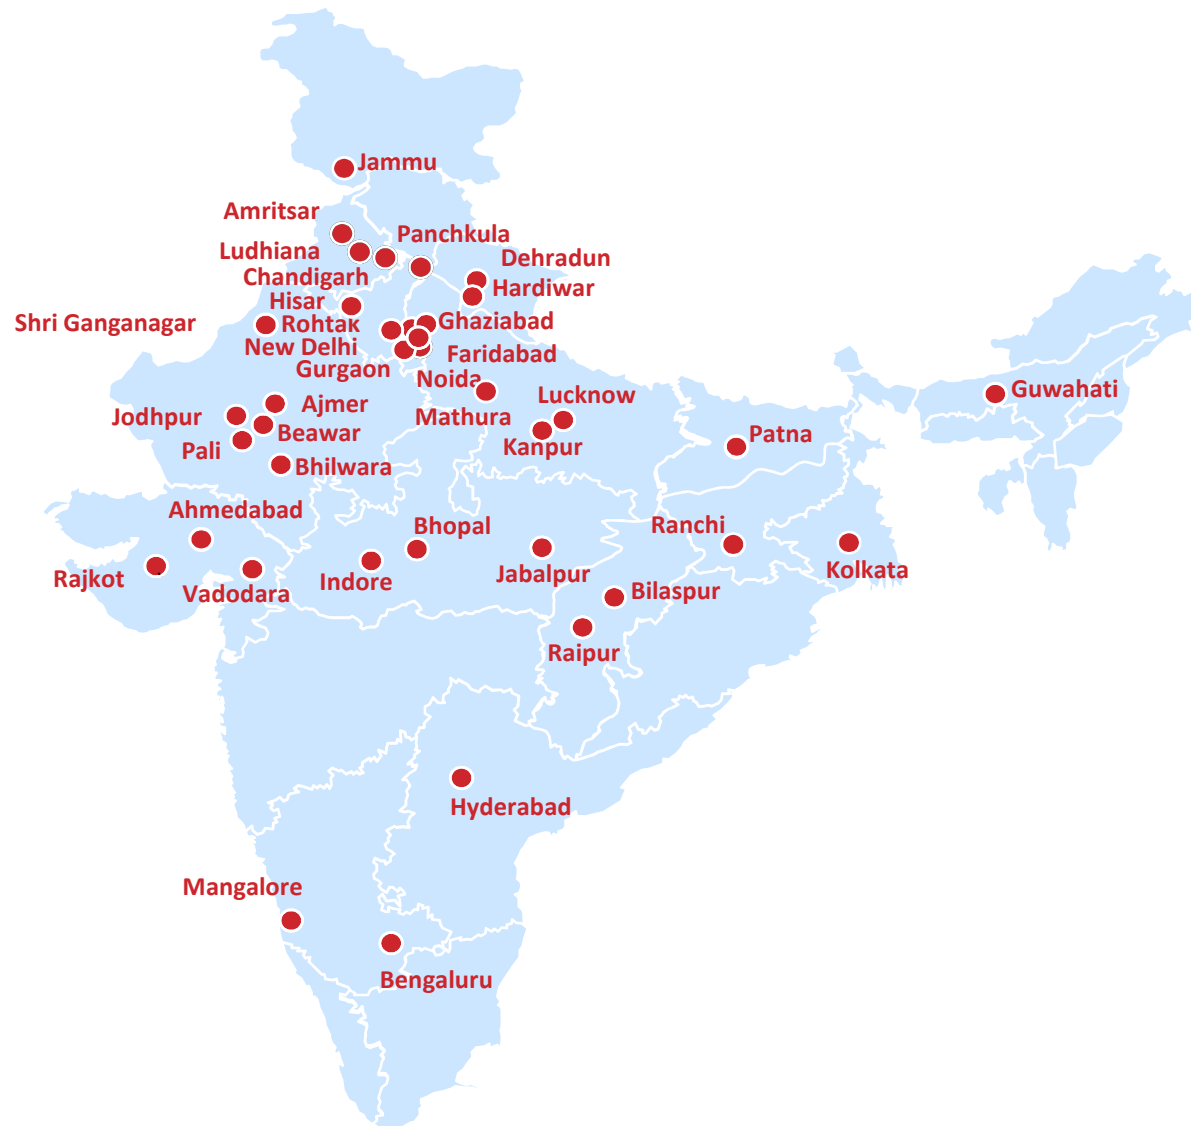 Jammu
Amritsar
Panchkula
Ludhiana
Dehradun
Chandigarh
Hardiwar
Hisar
Shri Ganganagar
Rohtak
Ghaziabad
New Delhi
Faridabad
Gurgaon
Noida
Guwahati
Lucknow
Ajmer
Jodhpur
Mathura
Beawar
Patna
Kanpur
Pali
Bhilwara
Ahmedabad
Bhopal
Ranchi
Jabalpur
Kolkata
Rajkot
Indore
Vadodara
Bilaspur
Raipur
Hyderabad
Mangalore
Bengaluru